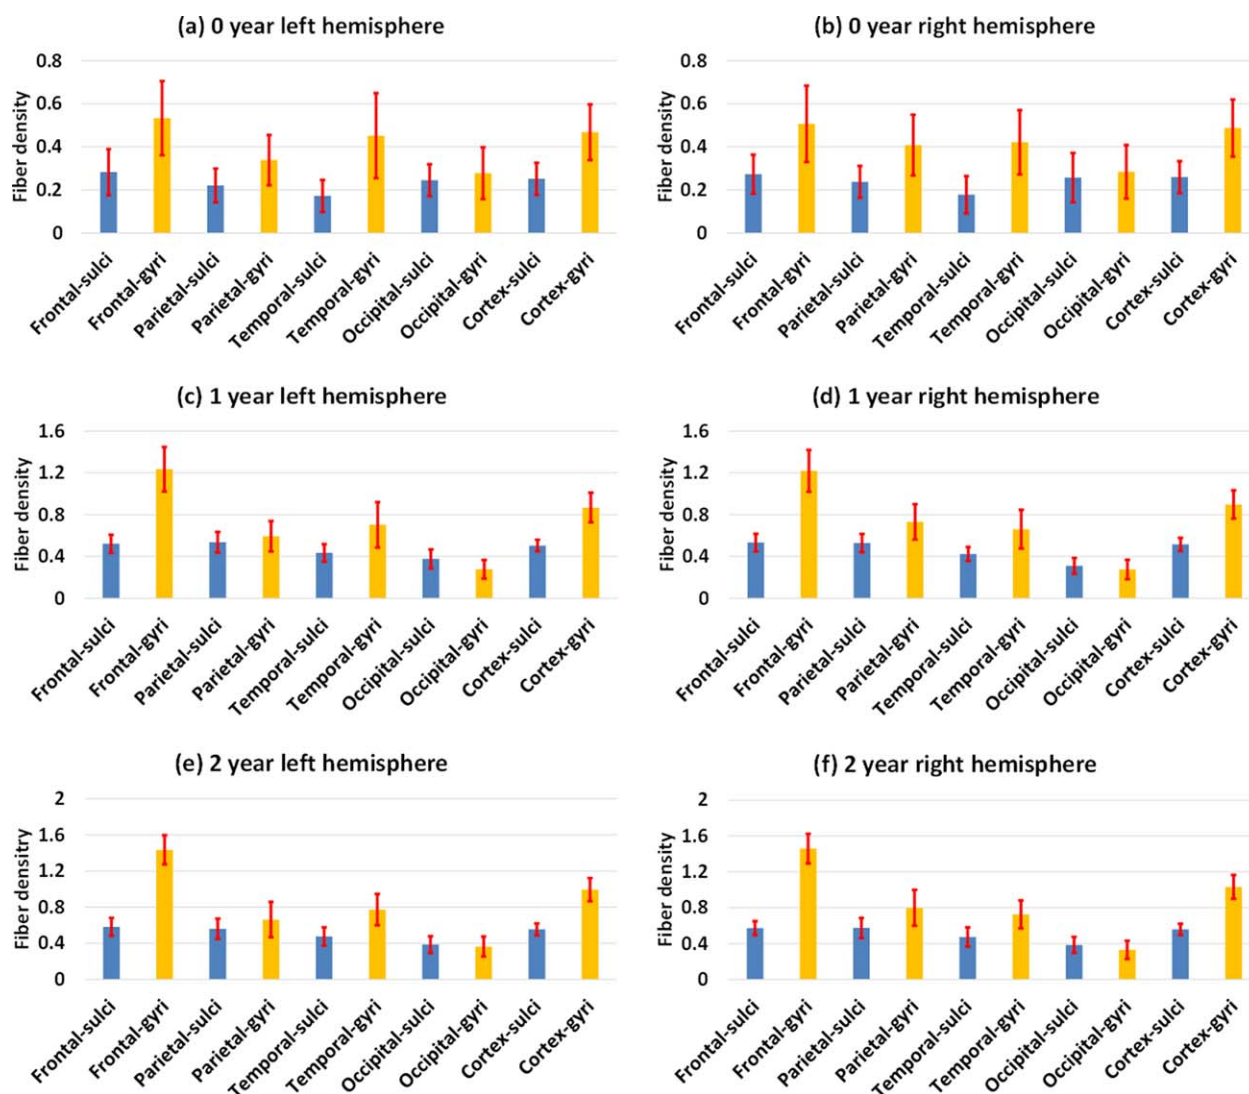 (a) 0 year left hemisphere
Fiber density
0.8
0.6
0.4
0.2
0
Frontal-sulci
Frontal-gyri
Parietal-sulci
Parietal-gyri
Temporal-sulci
Temporal-gyri
Occipital-sulci
Occipital-gyri
Cortex-sulci
Cortex-gyri
(b) 0 year right hemisphere
Fiber density
0.8
0.6
0.4
0.2
0
Frontal-sulci
Frontal-gyri
Parietal-sulci
Parietal-gyri
Temporal-sulci
Temporal-gyri
Occipital-sulci
Occipital-gyri
Cortex-sulci
Cortex-gyri
(c) 1 year left hemisphere
Fiber density
1.6
1.2
0.8
0.4
0
Frontal-sulci
Frontal-gyri
Parietal-sulci
Parietal-gyri
Temporal-sulci
Temporal-gyri
Occipital-sulci
Occipital-gyri
Cortex-sulci
Cortex-gyri
(d) 1 year right hemisphere
Fiber density
1.6
1.2
0.8
0.4
0
Frontal-sulci
Frontal-gyri
Parietal-sulci
Parietal-gyri
Temporal-sulci
Temporal-gyri
Occipital-sulci
Occipital-gyri
Cortex-sulci
Cortex-gyri
(e) 2 year left hemisphere
Fiber densitry
2
1.6
1.2
0.8
0.4
0
Frontal-sulci
Frontal-gyri
Parietal-sulci
Parietal-gyri
Temporal-sulci
Temporal-gyri
Occipital-sulci
Occipital-gyri
Cortex-sulci
Cortex-gyri
(f) 2 year right hemisphere
Fiber density
2
1.6
1.2
0.8
0.4
0
Frontal-sulci
Frontal-gyri
Parietal-sulci
Parietal-gyri
Temporal-sulci
Temporal-gyri
Occipital-sulci
Occipital-gyri
Cortex-sulci
Cortex-gyri